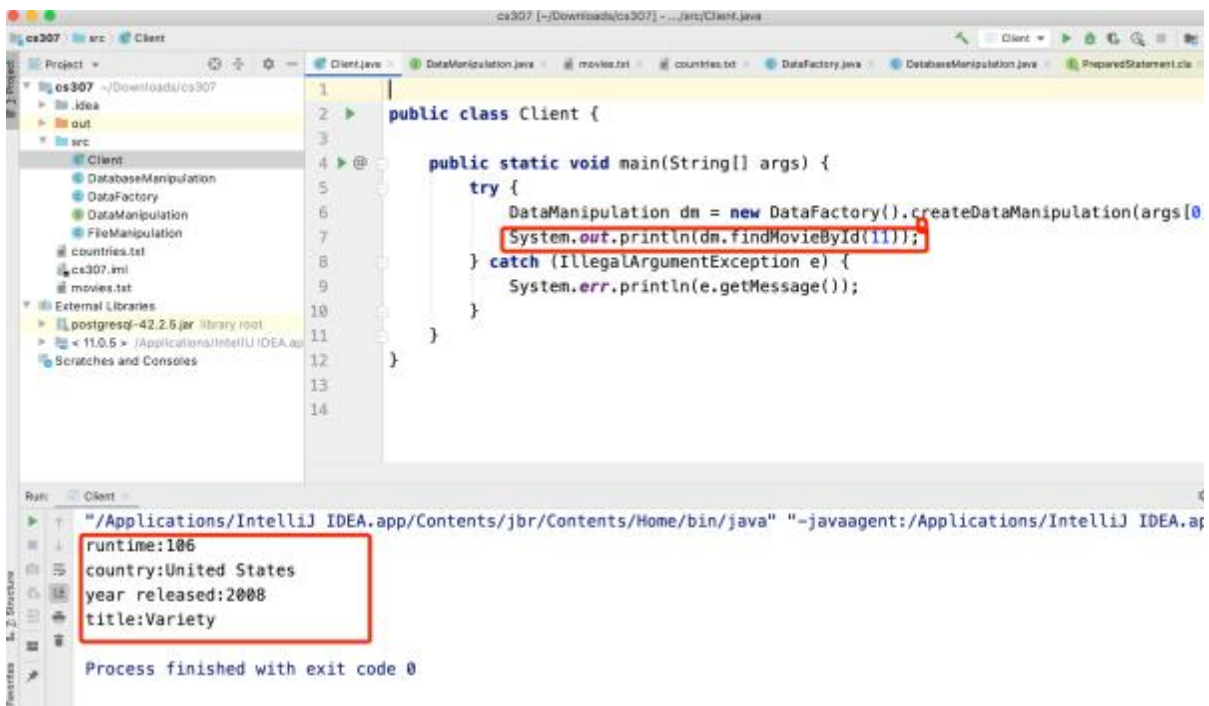 cs307 [~/Downloads/cs307] - .../src/Client.java
cs307 src Client
Client
Project
Client.java DataManipulation.java movies.txt countries.txt DataFactory.java DatabaseManipulation.java PreparedStatement.cla
1: Project
cs307 ~/Downloads/cs307
.idea
out
src
Client
DatabaseManipulation
DataFactory
DataManipulation
FileManipulation
countries.txt
cs307.iml
movies.txt
External Libraries
postgresql-42.2.5.jar library root
< 11.0.5 > /Applications/IntelliJ IDEA.ap
Scratches and Consoles
1
2 public class Client {
3
4 @ public static void main(String[] args) {
5 try {
6 DataManipulation dm = new DataFactory().createDataManipulation(args[0
7 System.out.println(dm.findMovieById(11));
8 } catch (IllegalArgumentException e) {
9 System.err.println(e.getMessage());
10 }
11 }
12 }
13
14
Run: Client
"/Applications/IntelliJ IDEA.app/Contents/jbr/Contents/Home/bin/java" "-javaagent:/Applications/IntelliJ IDEA.ap
runtime:106
country:United States
year released:2008
title:Variety
Process finished with exit code 0
Z: Structure
Favorites